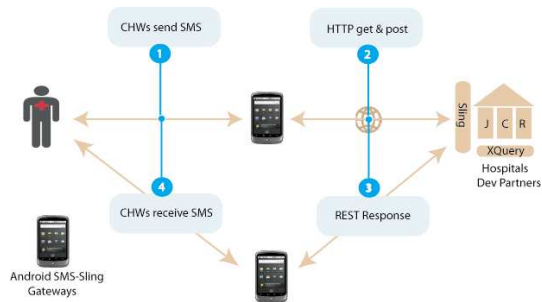 CHWs send SMS
HTTP get & post
1
2
Sling
J C R
XQuery
Hospitals
Dev Partners
4
3
CHWs receive SMS
REST Response
Android SMS-Sling
Gateways